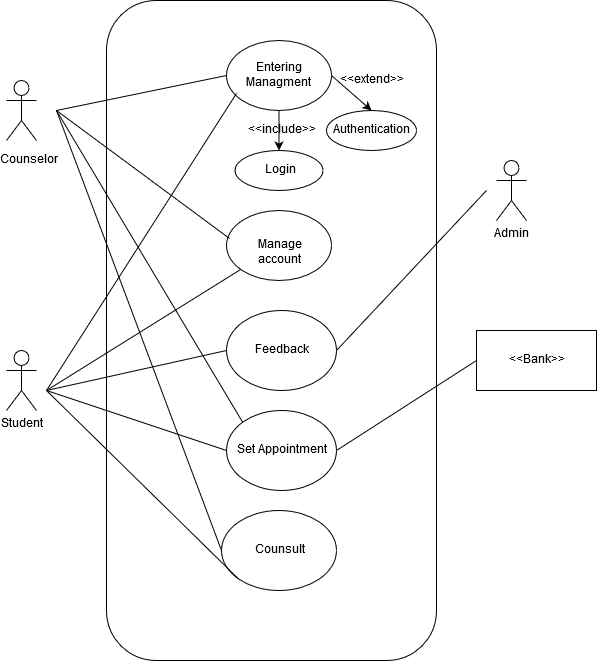 Entering
Managment
<<extend>>
<<include>>
Authentication
Counselor
Login
Admin
Manage
account
Feedback
<<Bank>>
Student
Set Appointment
Counsult